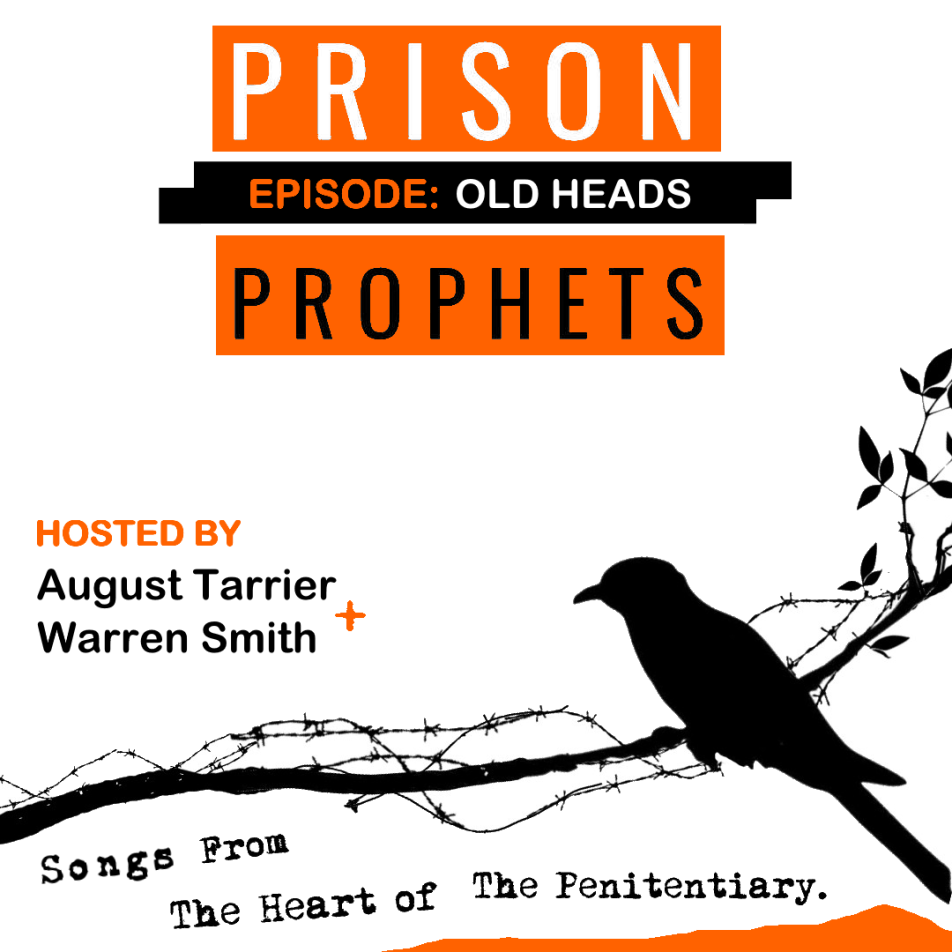 PRISON
EPISODE: OLD HEADS
PROPHETS
HOSTED BY
August Tarrier
+
Warren Smith
Songs From
The Heart of The Penitentiary.